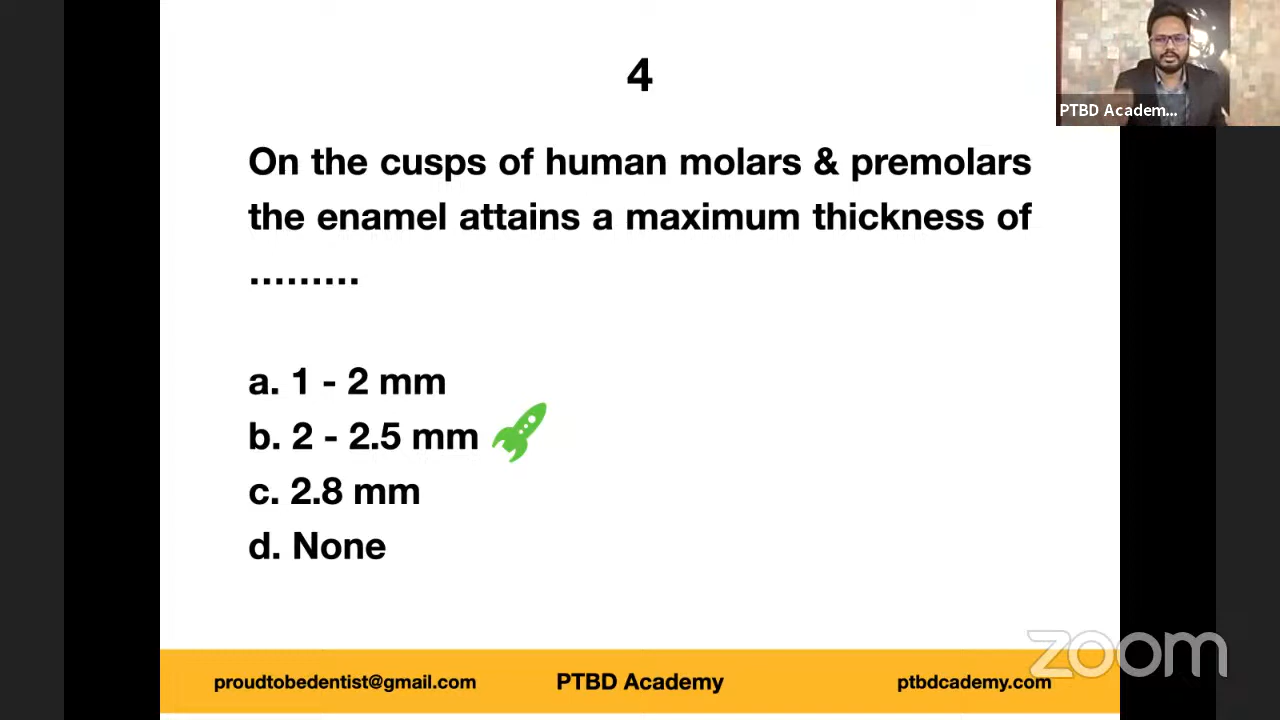 4
PTBD Academ...
On the cusps of human molars & premolars
the enamel attains a maximum thickness of
.........
a. 1 - 2 mm
b. 2 - 2.5 mm
c. 2.8 mm
d. None
zoom
proudtobedentist@gmail.com PTBD Academy ptbdcademy.com